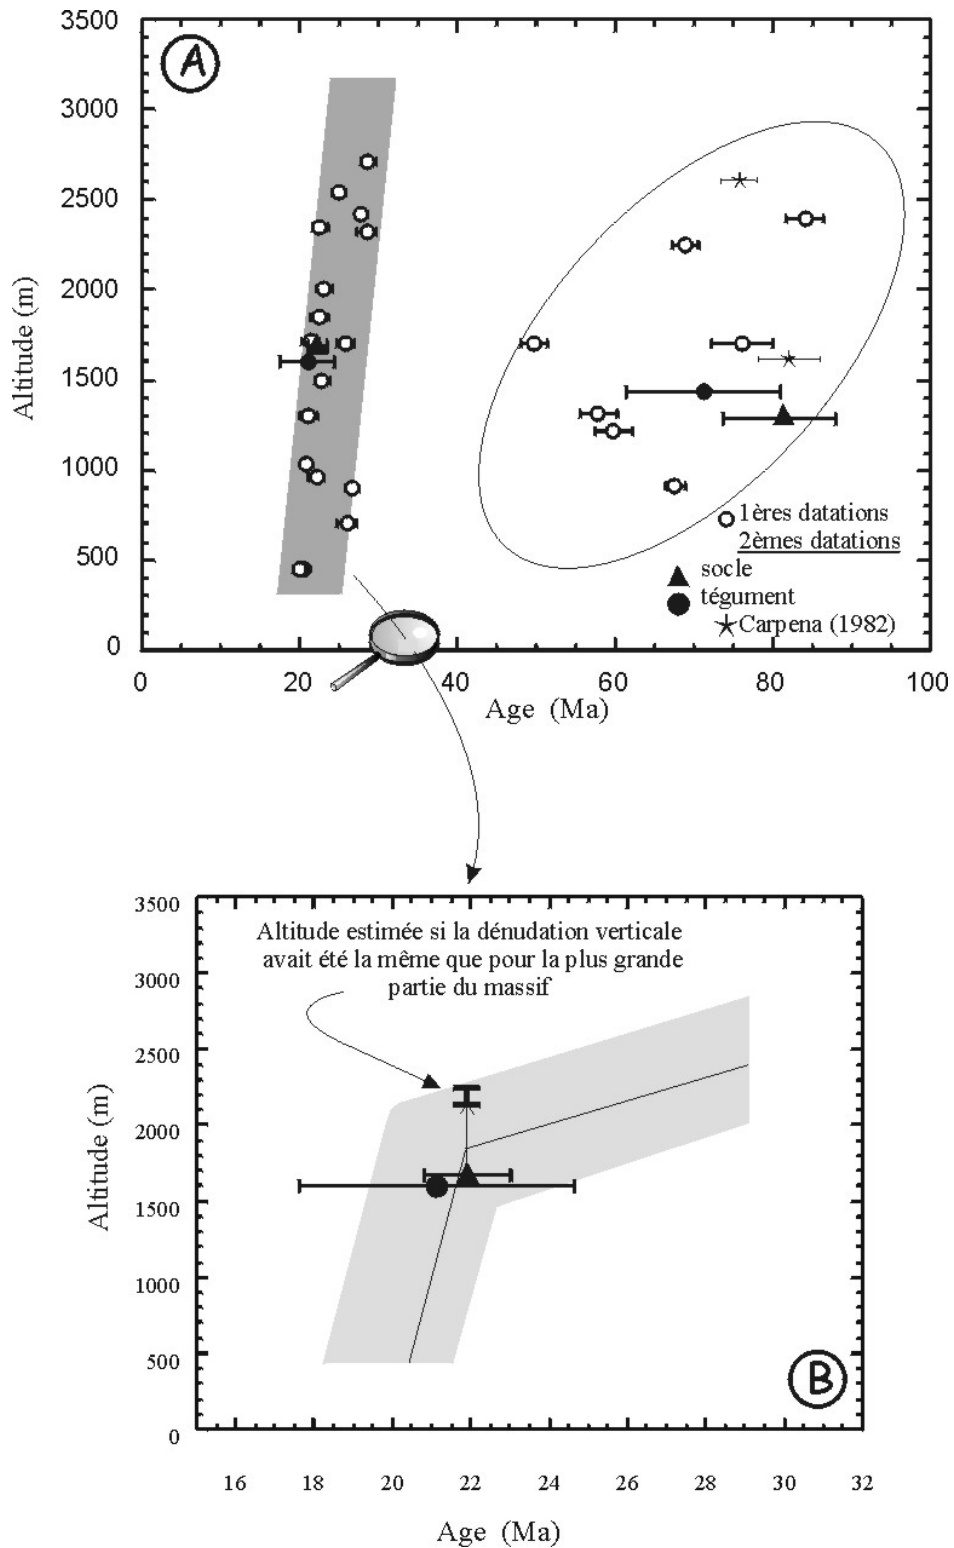 3500
A
3000
2500
2000
1500
1000
500
0
Altitude (m)
1ères datations
2èmes datations
socle
tégument
Carpena (1982)
0 20 40 60 80 100
Age (Ma)
3500
Altitude estimée si la dénudation verticale
avait été la même que pour la plus grande
partie du massif
3000
2500
2000
1500
1000
500
0
Altitude (m)
B
16 18 20 22 24 26 28 30 32
Age (Ma)